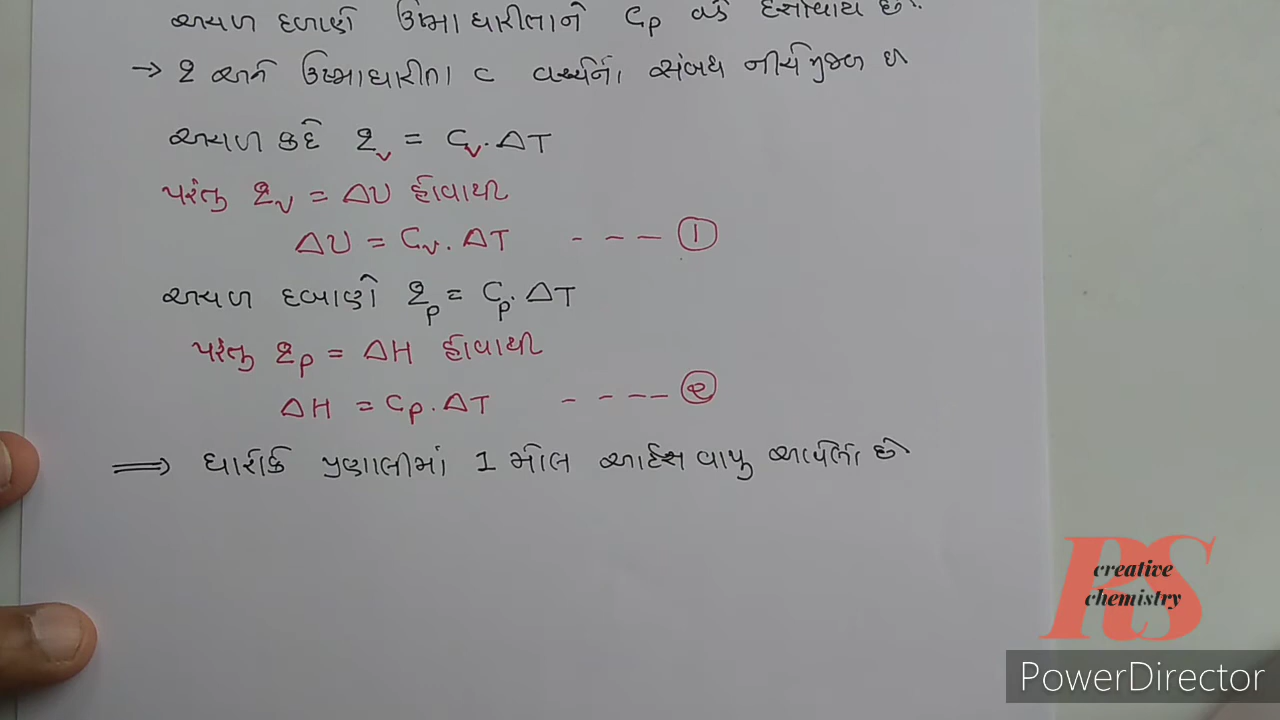 અચળ દબાણે ઉષ્માધારીતાને Cp વડે દર્શાવાય છે.
→ q અને ઉષ્માધારીતા C વચ્ચેનો સંબંધ નીચે મુજબ છે
અચળ કદે qv = Cv.ΔT
પરંતુ qv = ΔU હોવાથી
ΔU = Cv. ΔT - - - ①
અચળ દબાણે qp = Cp. ΔT
પરંતુ qp = ΔH હોવાથી
ΔH = Cp. ΔT - - - - ②
⟹ ધારોકે પ્રણાલીમાં 1 મોલ આદર્શ વાયુ આવેલો છે
RS
creative
chemistry
PowerDirector